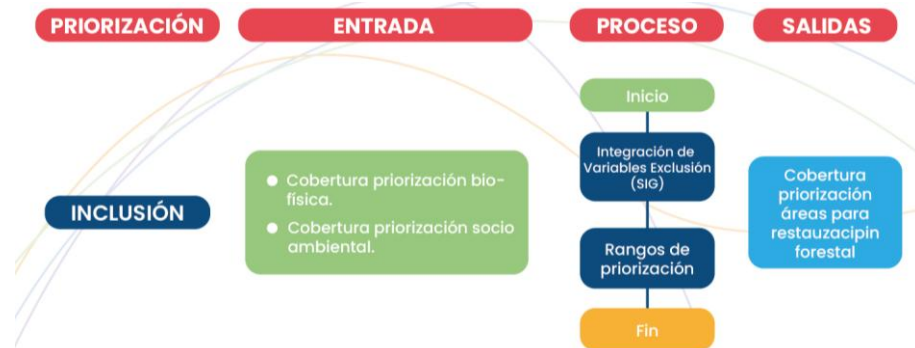 PRIORIZACIÓN
ENTRADA
PROCESO
SALIDAS
INCLUSIÓN
Cobertura priorización bio-
física.
Cobertura priorización socio
ambiental.
Inicio
Integración de
Variables Exclusión
(SIG)
Rangos de
priorización
Fin
Cobertura
priorización
áreas para
restauzacipin
forestal